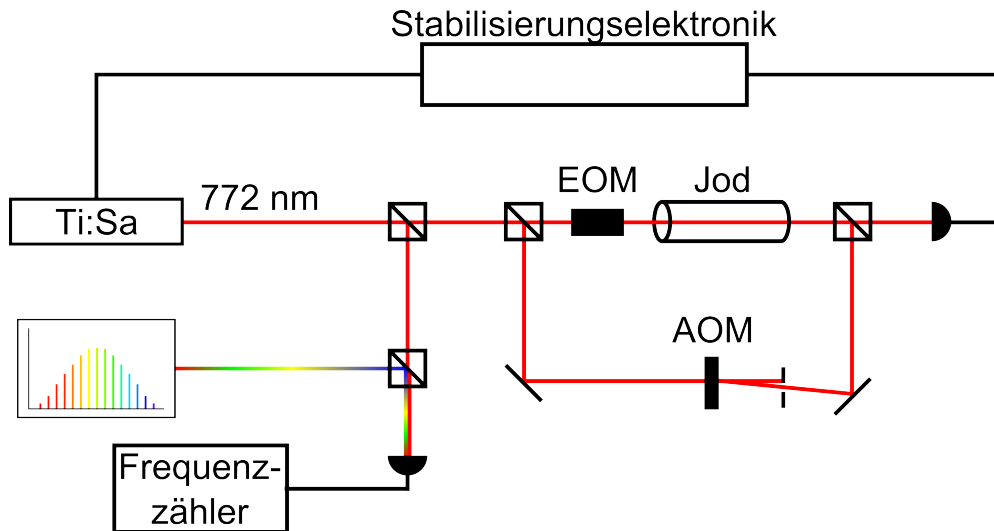 Stabilisierungselektronik
772 nm
EOM
Jod
Ti:Sa
AOM
Frequenz-
zähler